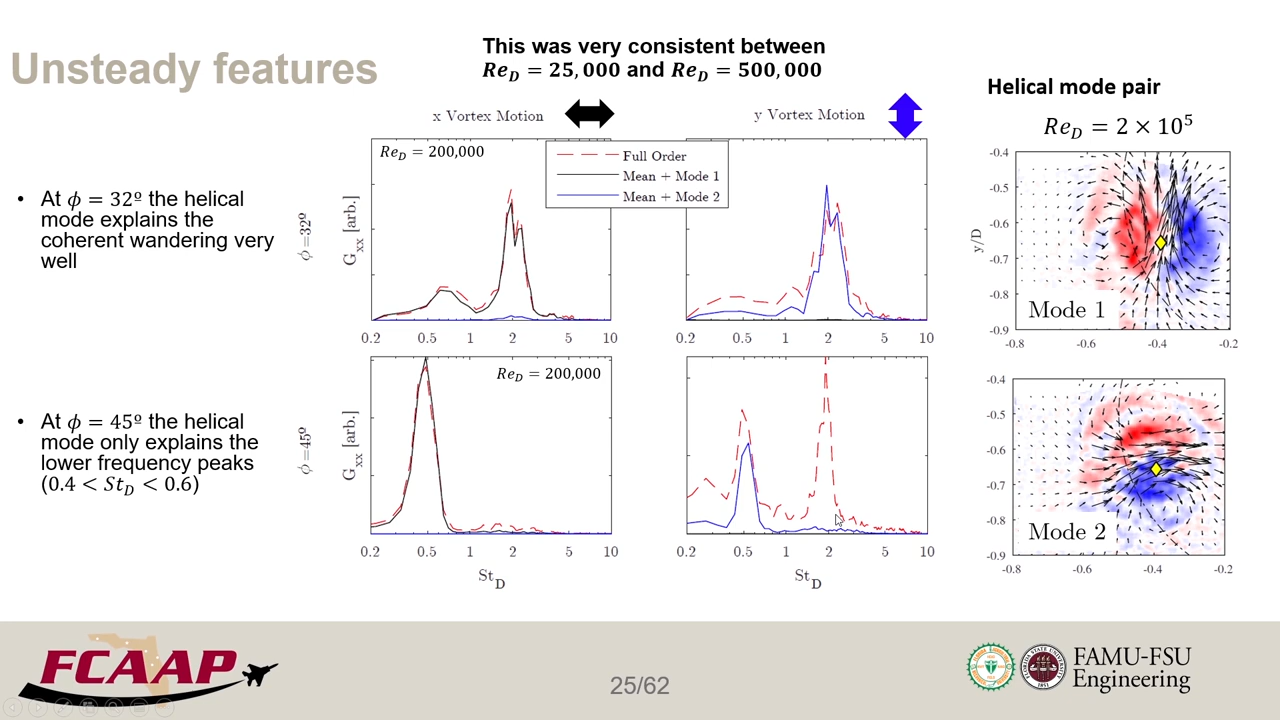 Unsteady features
This was very consistent between
Re_D = 25,000 and Re_D = 500,000
Helical mode pair
Re_D = 2 × 10⁵
• At ϕ = 32º the helical
mode explains the
coherent wandering very
well
• At ϕ = 45º the helical
mode only explains the
lower frequency peaks
(0.4 < St_D < 0.6)
x Vortex Motion
y Vortex Motion
Re_D = 200,000
Full Order
Mean + Mode 1
Mean + Mode 2
ϕ=32º
G_xx [arb.]
0.2 0.5 1 2 5 10
0.2 0.5 1 2 5 10
Re_D = 200,000
ϕ=45º
G_xx [arb.]
0.2 0.5 1 2 5 10
St_D
0.2 0.5 1 2 5 10
St_D
y/D
-0.4
-0.5
-0.6
-0.7
-0.8
-0.9
Mode 1
-0.8 -0.6 -0.4 -0.2
-0.4
-0.5
-0.6
-0.7
-0.8
-0.9
Mode 2
-0.8 -0.6 -0.4 -0.2
FCAAP
25/62
FAMU-FSU
Engineering